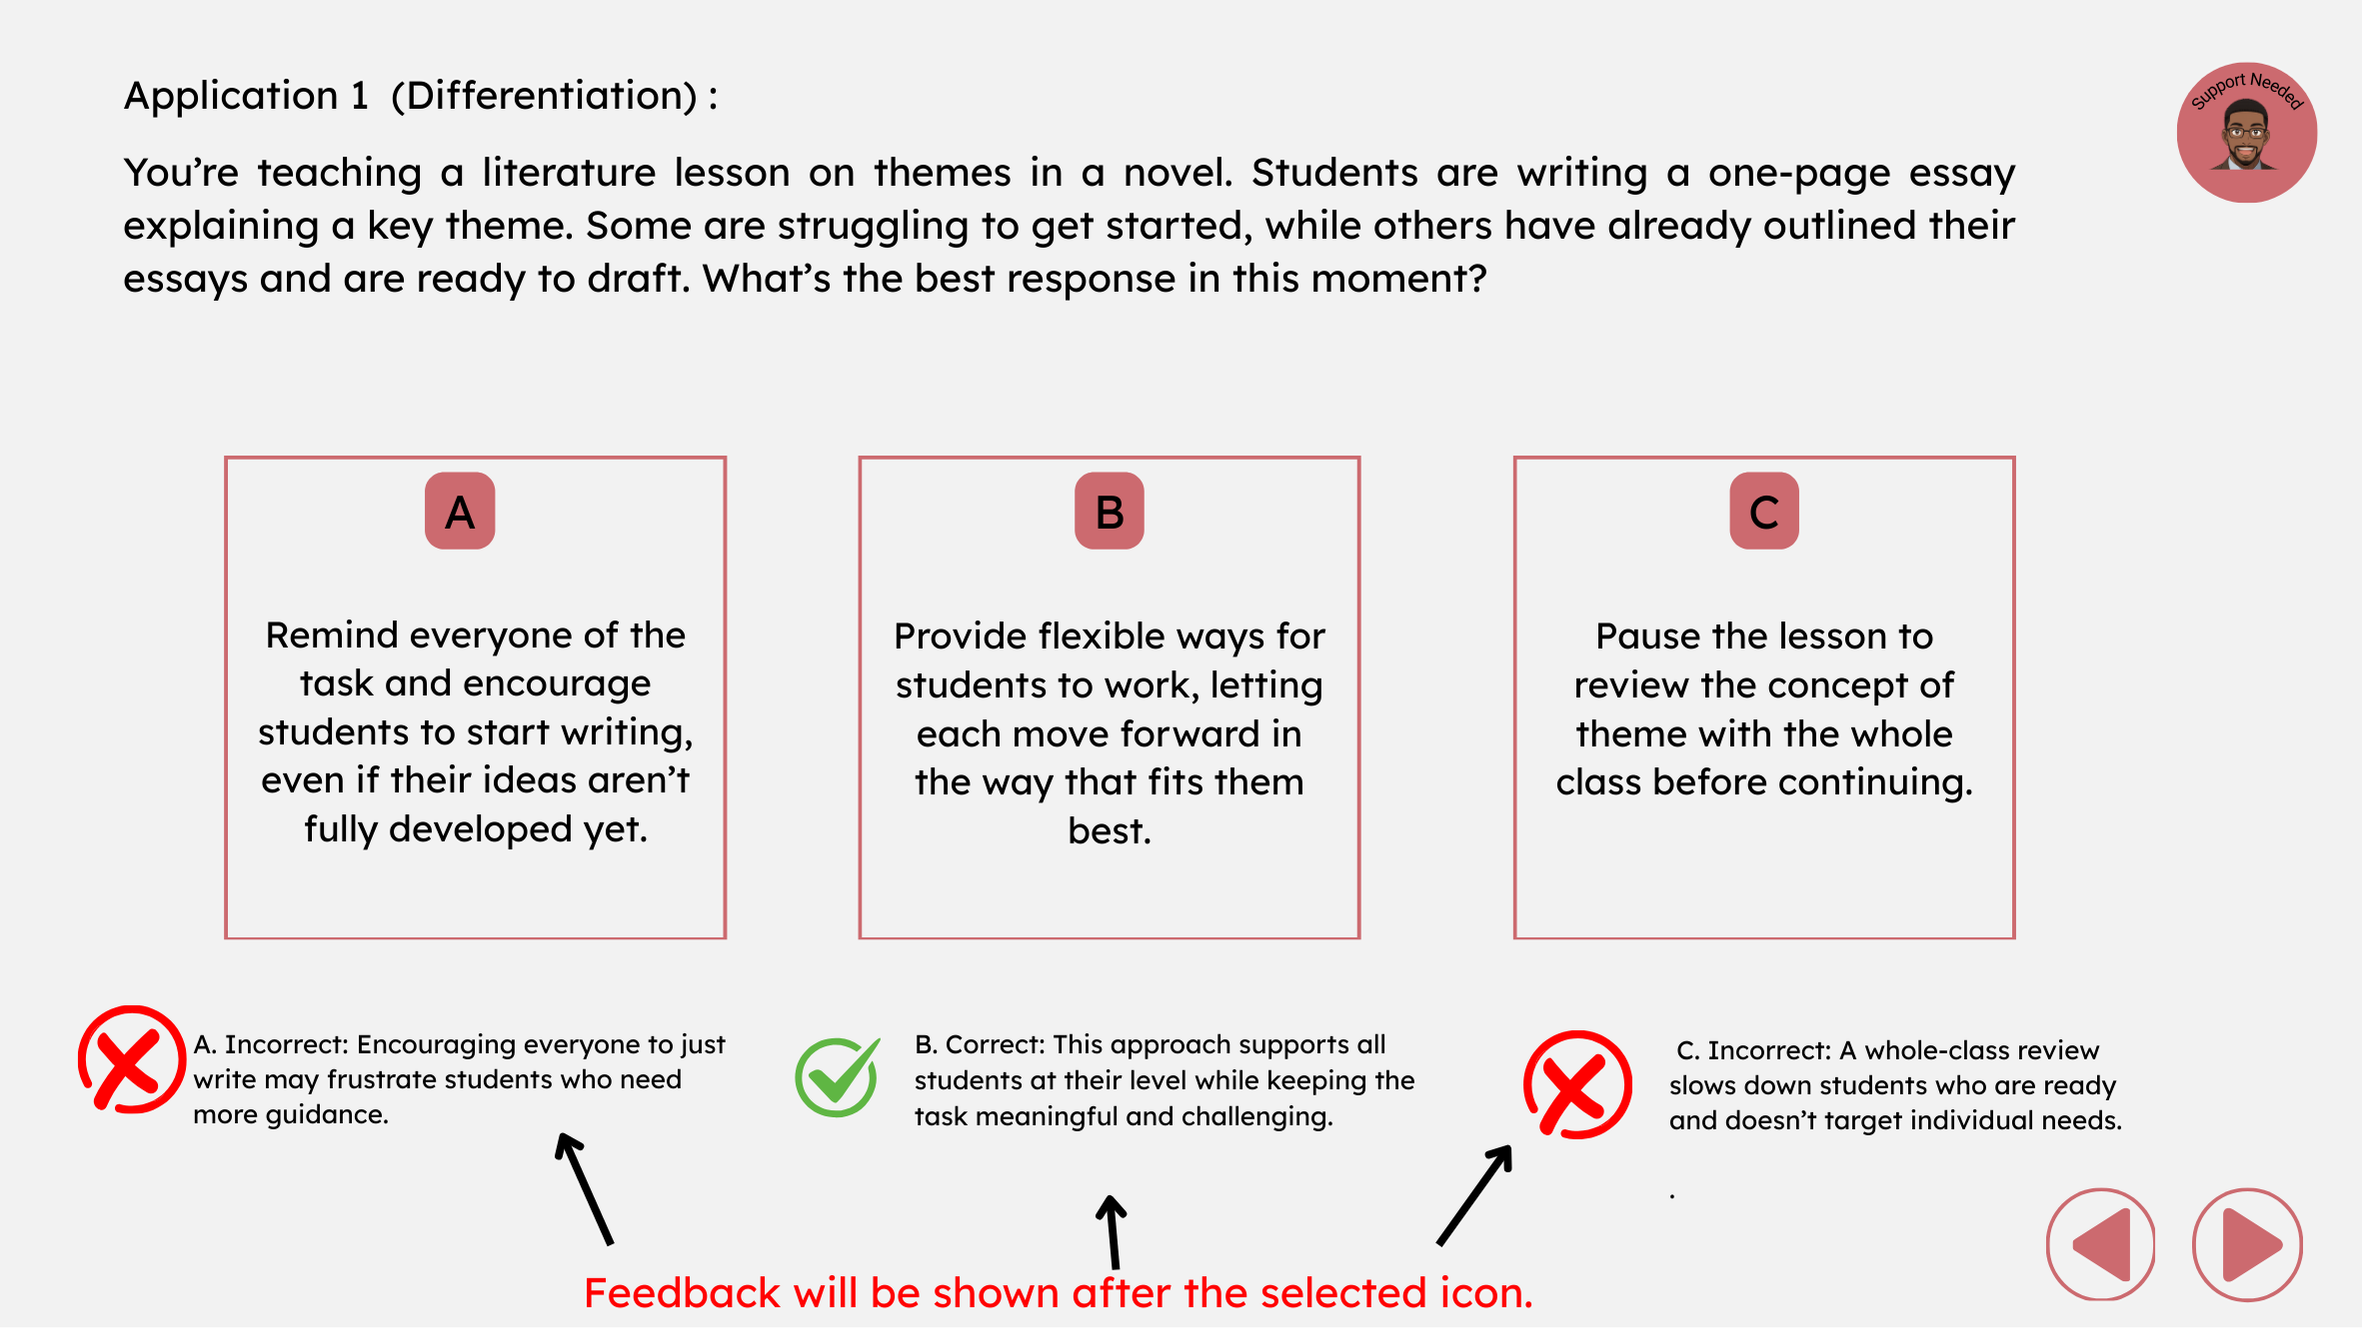 Application 1 (Differentiation) :
Support Needed
You’re teaching a literature lesson on themes in a novel. Students are writing a one-page essay
explaining a key theme. Some are struggling to get started, while others have already outlined their
essays and are ready to draft. What’s the best response in this moment?
A
Remind everyone of the
task and encourage
students to start writing,
even if their ideas aren’t
fully developed yet.
B
Provide flexible ways for
students to work, letting
each move forward in
the way that fits them
best.
C
Pause the lesson to
review the concept of
theme with the whole
class before continuing.
A. Incorrect: Encouraging everyone to just
write may frustrate students who need
more guidance.
B. Correct: This approach supports all
students at their level while keeping the
task meaningful and challenging.
C. Incorrect: A whole-class review
slows down students who are ready
and doesn’t target individual needs.
.
Feedback will be shown after the selected icon.